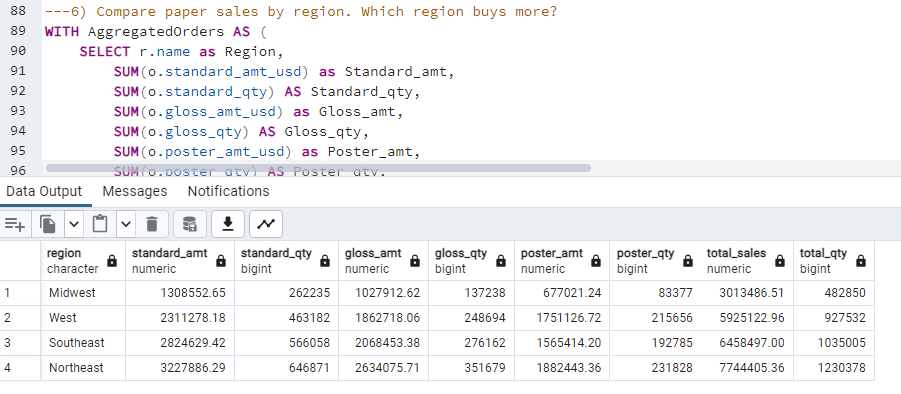 88 ---6) Compare paper sales by region. Which region buys more?
89 WITH AggregatedOrders AS (
90 SELECT r.name as Region,
91 SUM(o.standard_amt_usd) as Standard_amt,
92 SUM(o.standard_qty) AS Standard_qty,
93 SUM(o.gloss_amt_usd) as Gloss_amt,
94 SUM(o.gloss_qty) AS Gloss_qty,
95 SUM(o.poster_amt_usd) as Poster_amt,
96 SUM(o.poster_qty) AS Poster_qty,
Data Output Messages Notifications
region standard_amt standard_qty gloss_amt gloss_qty poster_amt poster_qty total_sales total_qty
character numeric bigint numeric bigint numeric bigint numeric bigint
1 Midwest 1308552.65 262235 1027912.62 137238 677021.24 83377 3013486.51 482850
2 West 2311278.18 463182 1862718.06 248694 1751126.72 215656 5925122.96 927532
3 Southeast 2824629.42 566058 2068453.38 276162 1565414.20 192785 6458497.00 1035005
4 Northeast 3227886.29 646871 2634075.71 351679 1882443.36 231828 7744405.36 1230378